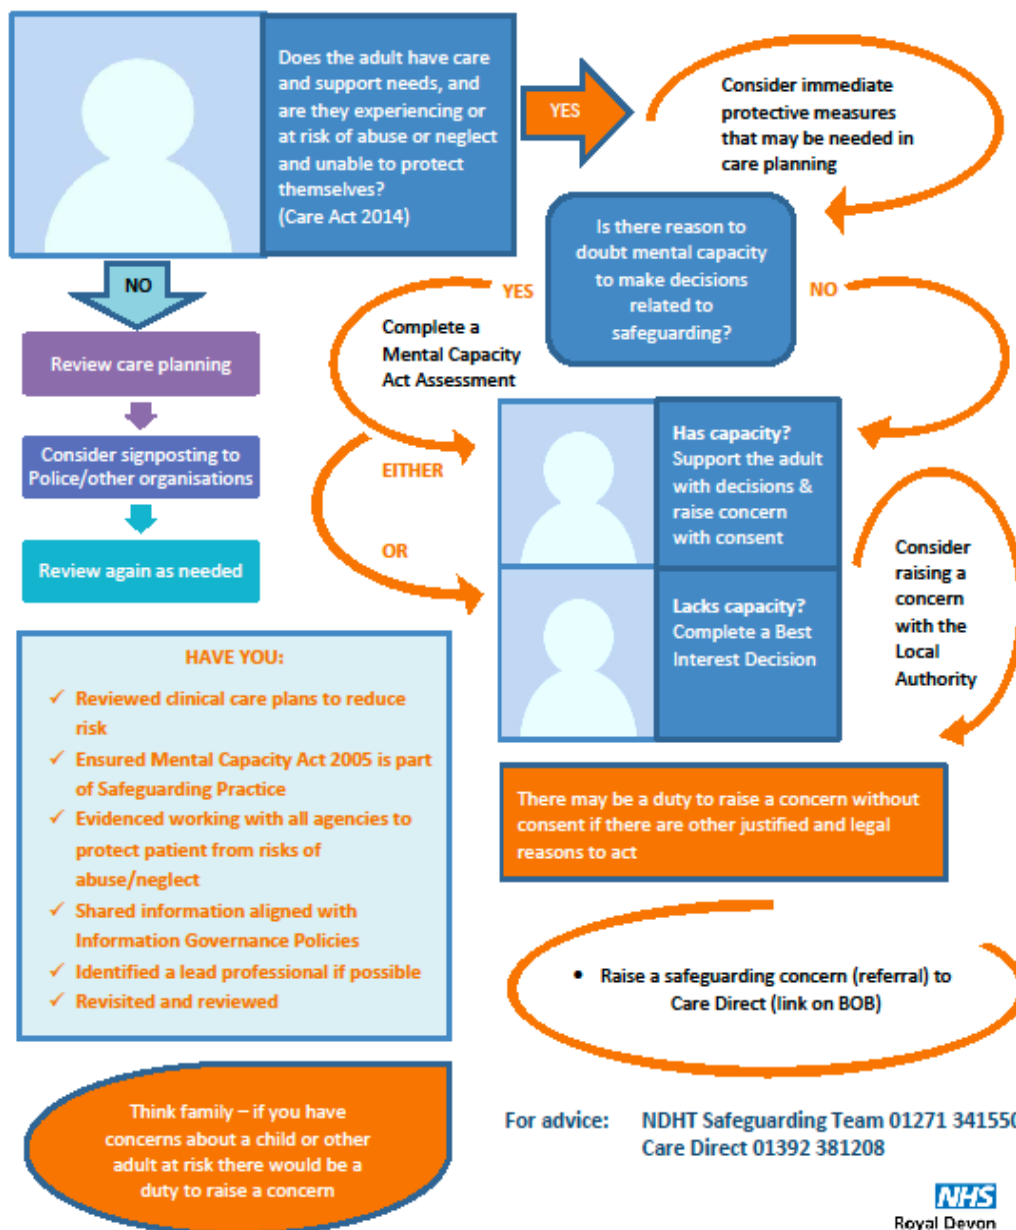 Does the adult have care
and support needs, and
are they experiencing or
at risk of abuse or neglect
and unable to protect
themselves?
(Care Act 2014)
YES
Consider immediate
protective measures
that may be needed in
care planning
Is there reason to
doubt mental capacity
to make decisions
related to
safeguarding?
YES
NO
NO
Complete a
Mental Capacity
Act Assessment
Review care planning
Consider signposting to
Police/other organisations
Review again as needed
EITHER
OR
Has capacity?
Support the adult
with decisions &
raise concern
with consent
Lacks capacity?
Complete a Best
Interest Decision
Consider
raising a
concern
with the
Local
Authority
HAVE YOU:
✓ Reviewed clinical care plans to reduce
risk
✓ Ensured Mental Capacity Act 2005 is part
of Safeguarding Practice
✓ Evidenced working with all agencies to
protect patient from risks of
abuse/neglect
✓ Shared information aligned with
Information Governance Policies
✓ Identified a lead professional if possible
✓ Revisited and reviewed
There may be a duty to raise a concern without
consent if there are other justified and legal
reasons to act
• Raise a safeguarding concern (referral) to
Care Direct (link on BOB)
Think family – if you have
concerns about a child or other
adult at risk there would be a
duty to raise a concern
For advice: NDHT Safeguarding Team 01271 341550
Care Direct 01392 381208
NHS
Royal Devon